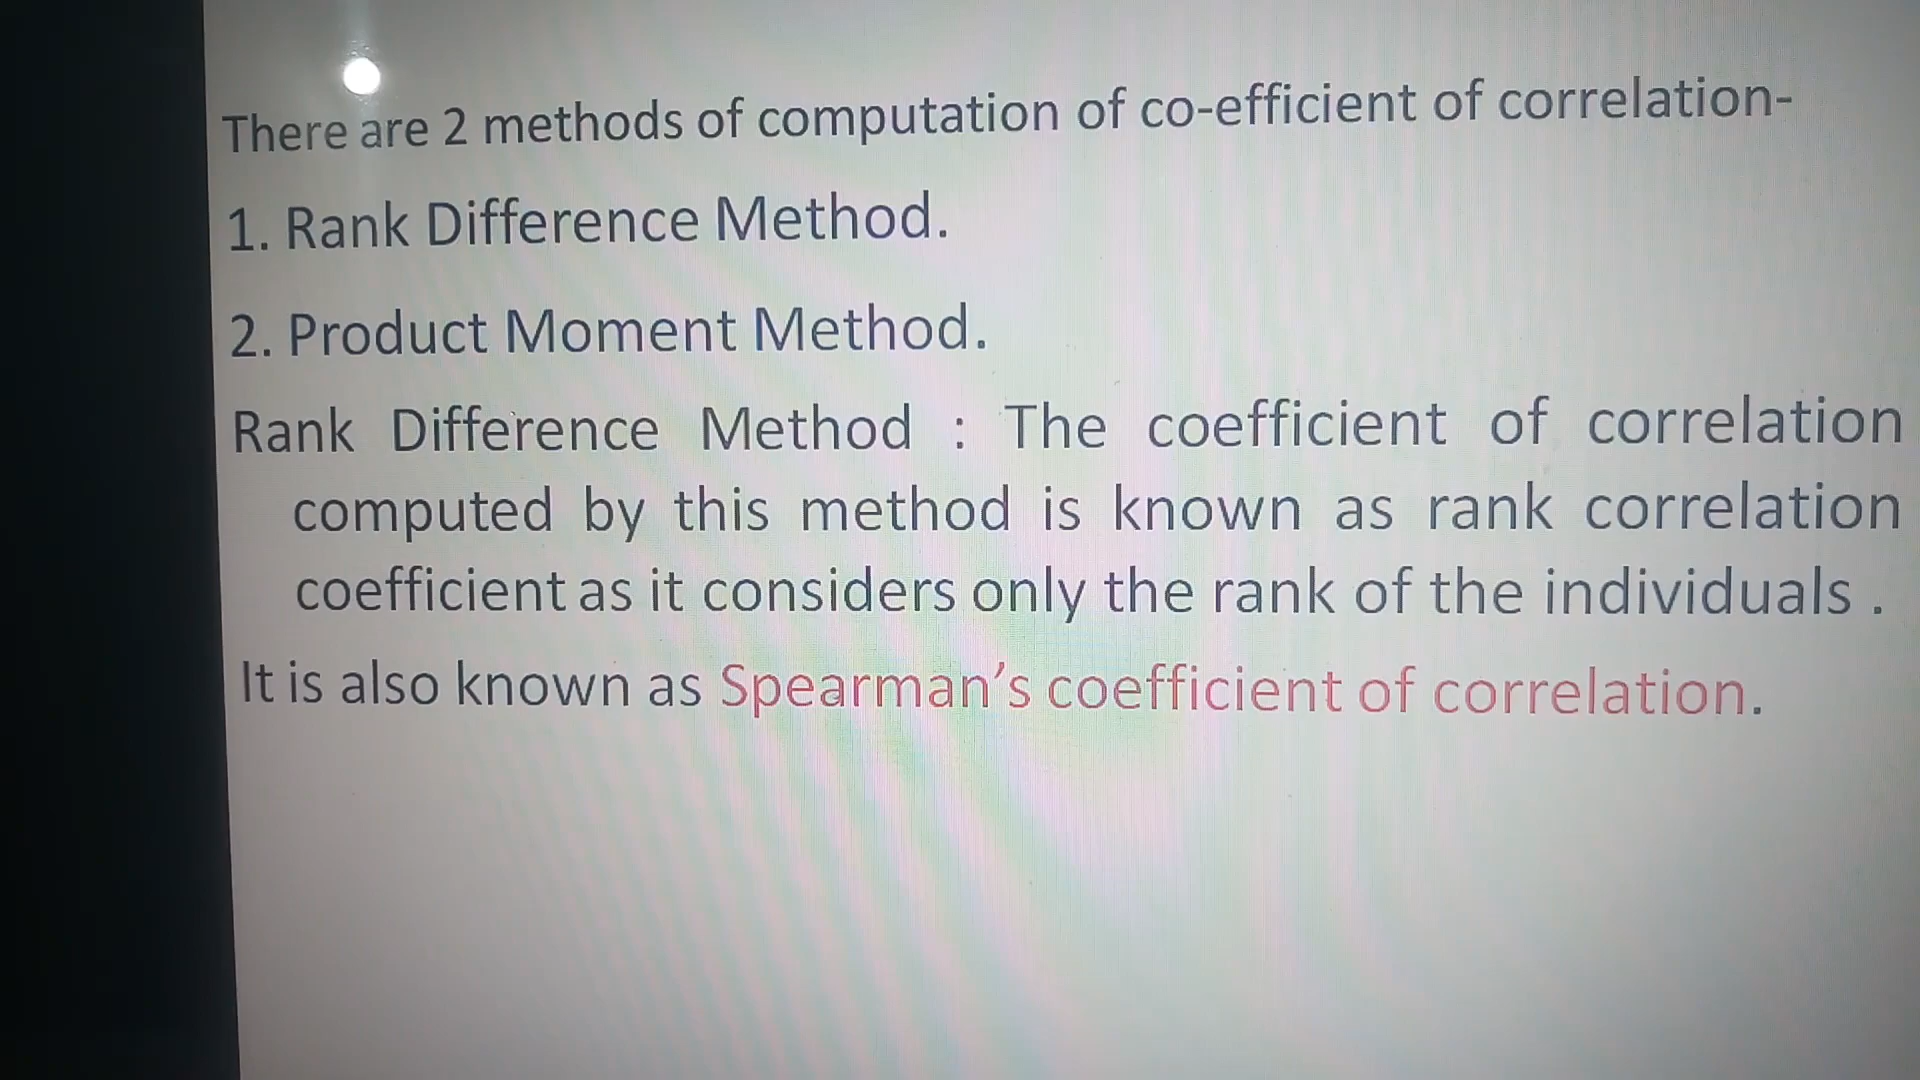 There are 2 methods of computation of co-efficient of correlation-
1. Rank Difference Method.
2. Product Moment Method.
Rank Difference Method : The coefficient of correlation
computed by this method is known as rank correlation
coefficient as it considers only the rank of the individuals .
It is also known as Spearman's coefficient of correlation.